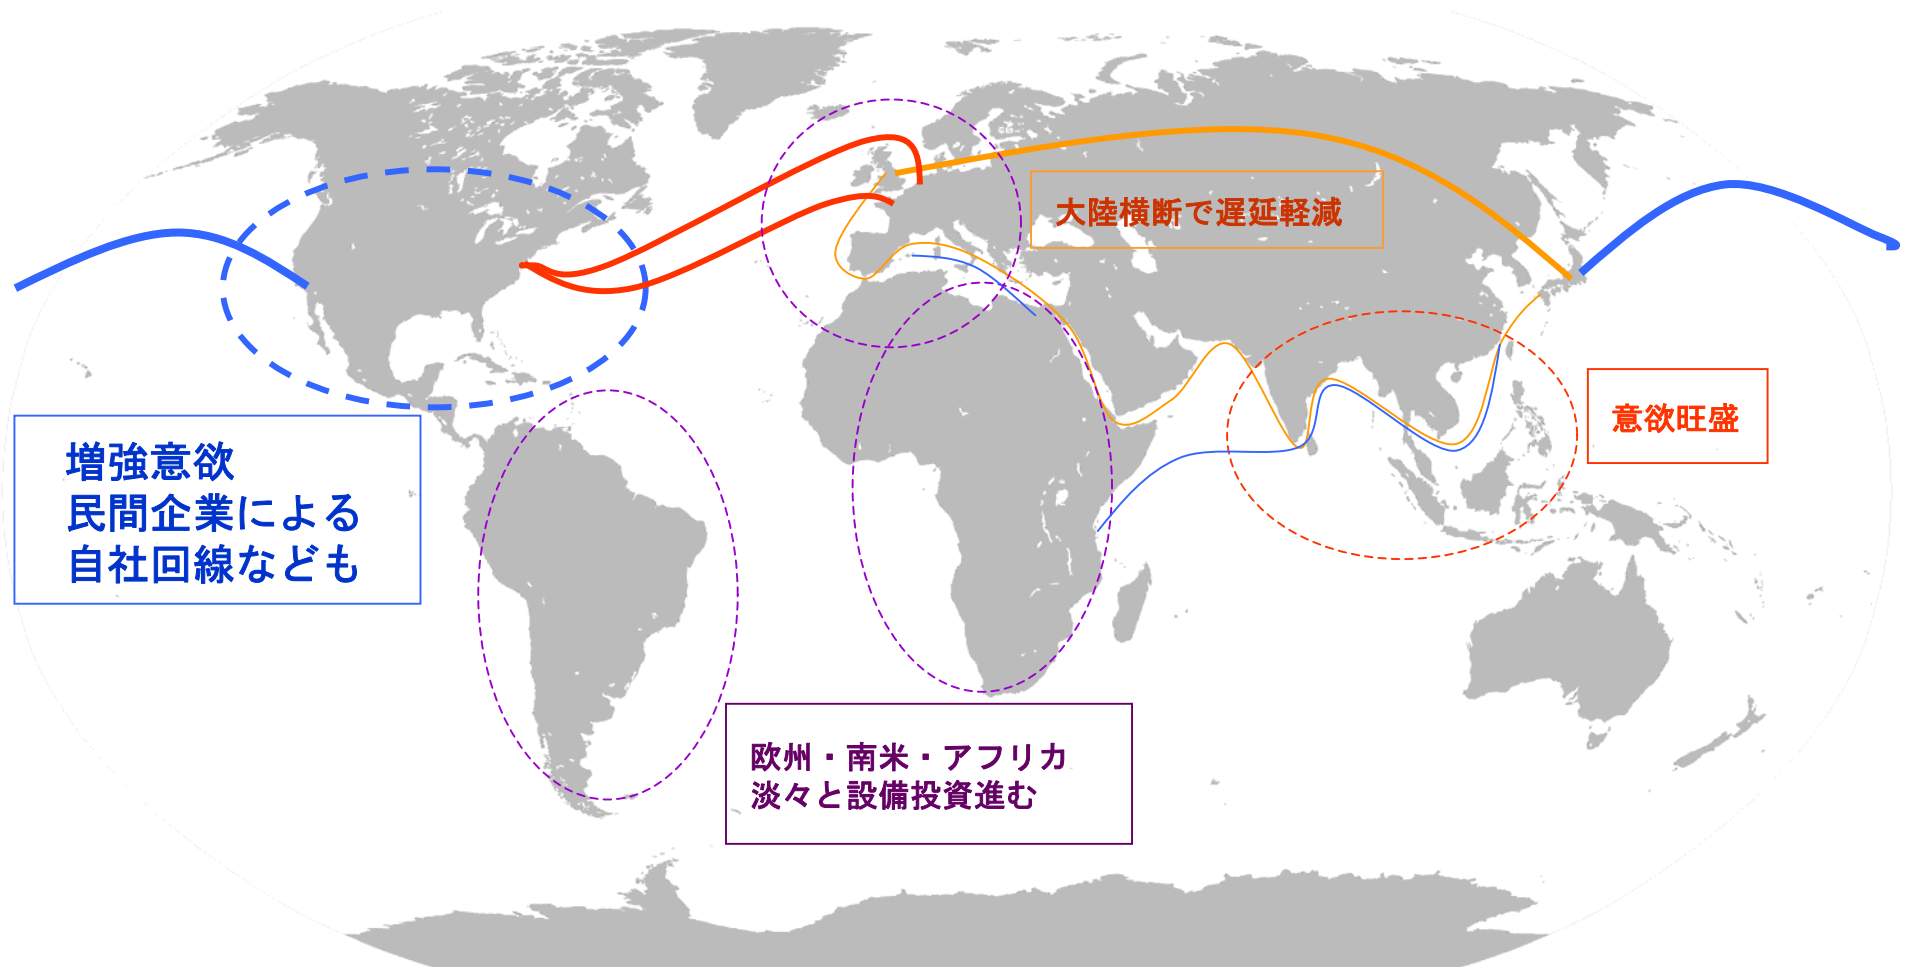 大陸横断で遅延軽減
意欲旺盛
増強意欲
民間企業による
自社回線なども
欧州・南米・アフリカ
淡々と設備投資進む